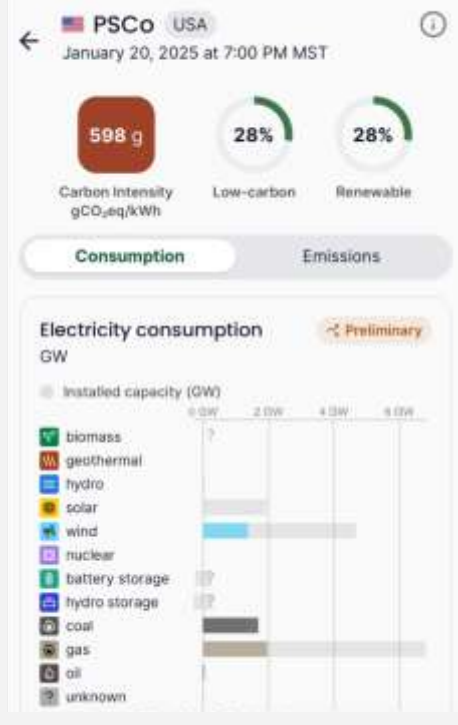 PSCo USA
January 20, 2025 at 7:00 PM MST
598 g
28%
28%
Carbon Intensity
gCO₂eq/kWh
Low-carbon
Renewable
Consumption
Emissions
Electricity consumption
Preliminary
GW
Installed capacity (GW)
0 GW 2 GW 4 GW 6 GW
biomass ?
geothermal
hydro
solar
wind
nuclear
battery storage ?
hydro storage ?
coal
gas
oil
? unknown